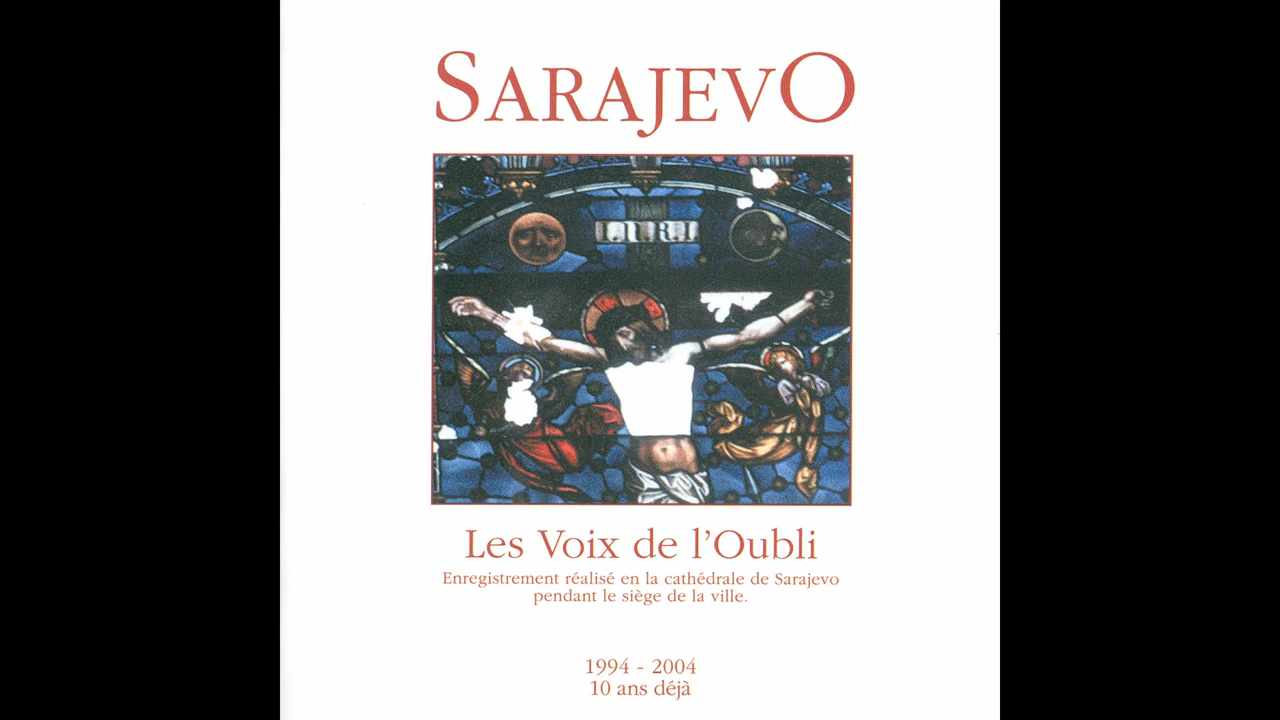 SARAJEVO
I.N.R.I
Les Voix de l'Oubli
Enregistrement réalisé en la cathédrale de Sarajevo
pendant le siège de la ville.
1994 - 2004
10 ans déjà